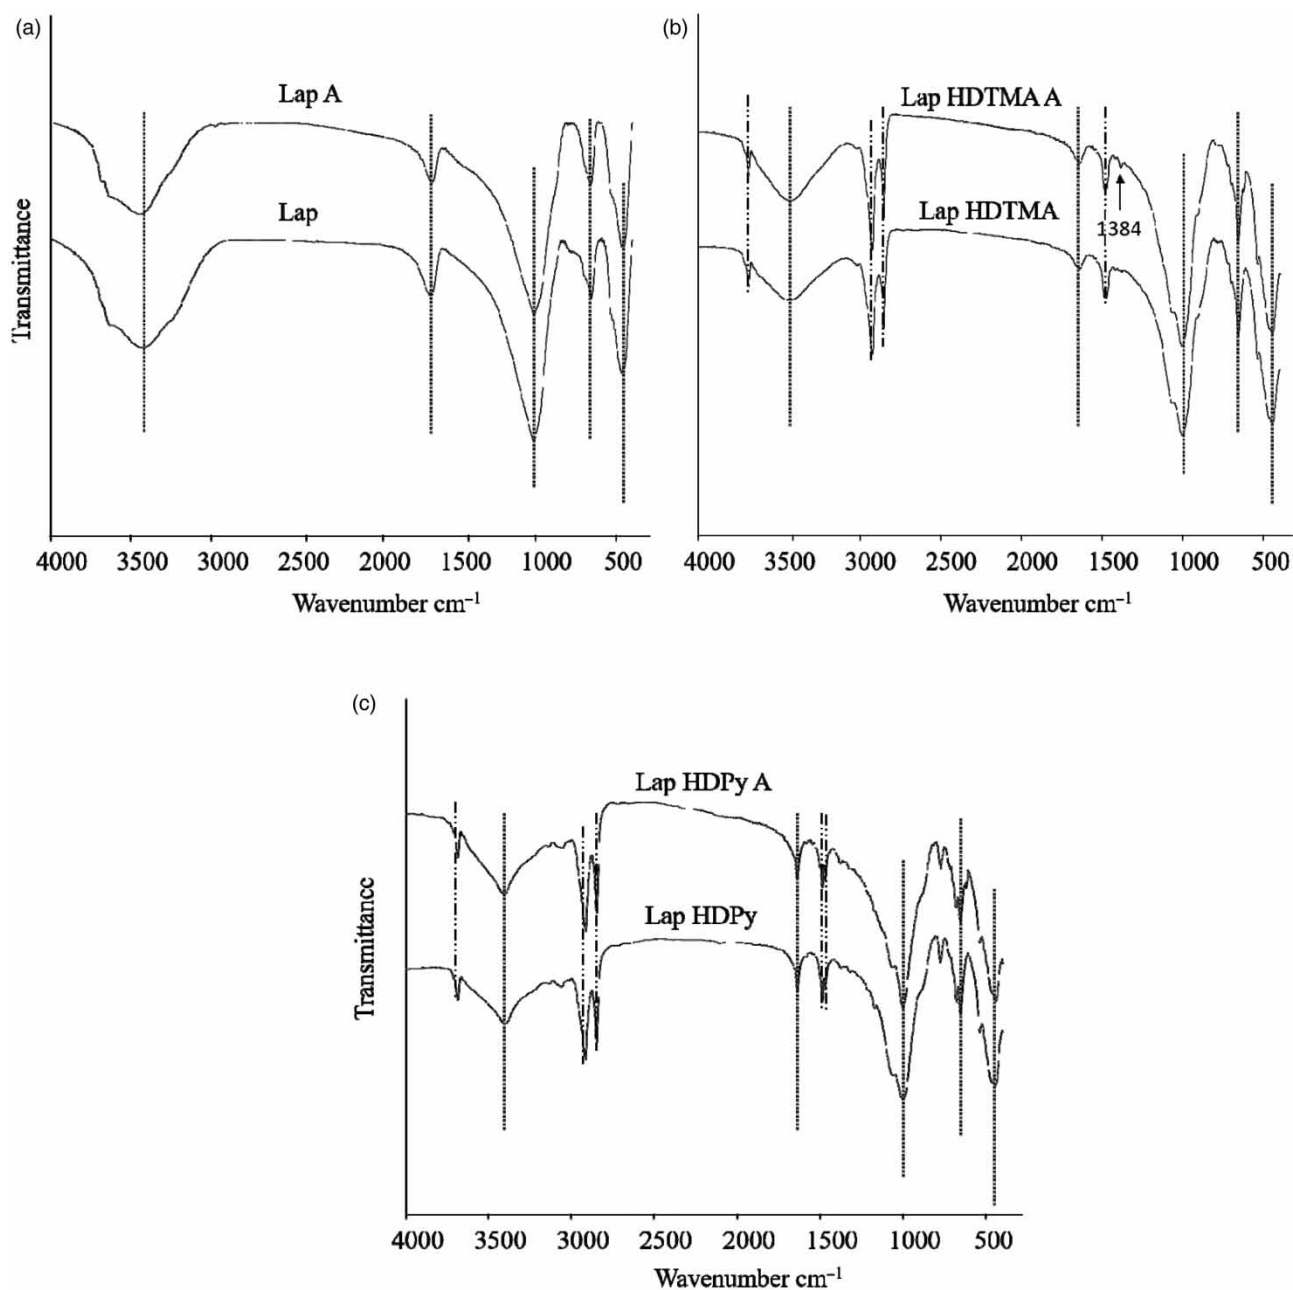 (a)
Lap A
Lap
Transmittance
4000 3500 3000 2500 2000 1500 1000 500
Wavenumber cm⁻¹
(b)
Lap HDTMA A
Lap HDTMA
1384
4000 3500 3000 2500 2000 1500 1000 500
Wavenumber cm⁻¹
(c)
Lap HDPy A
Lap HDPy
Transmittance
4000 3500 3000 2500 2000 1500 1000 500
Wavenumber cm⁻¹